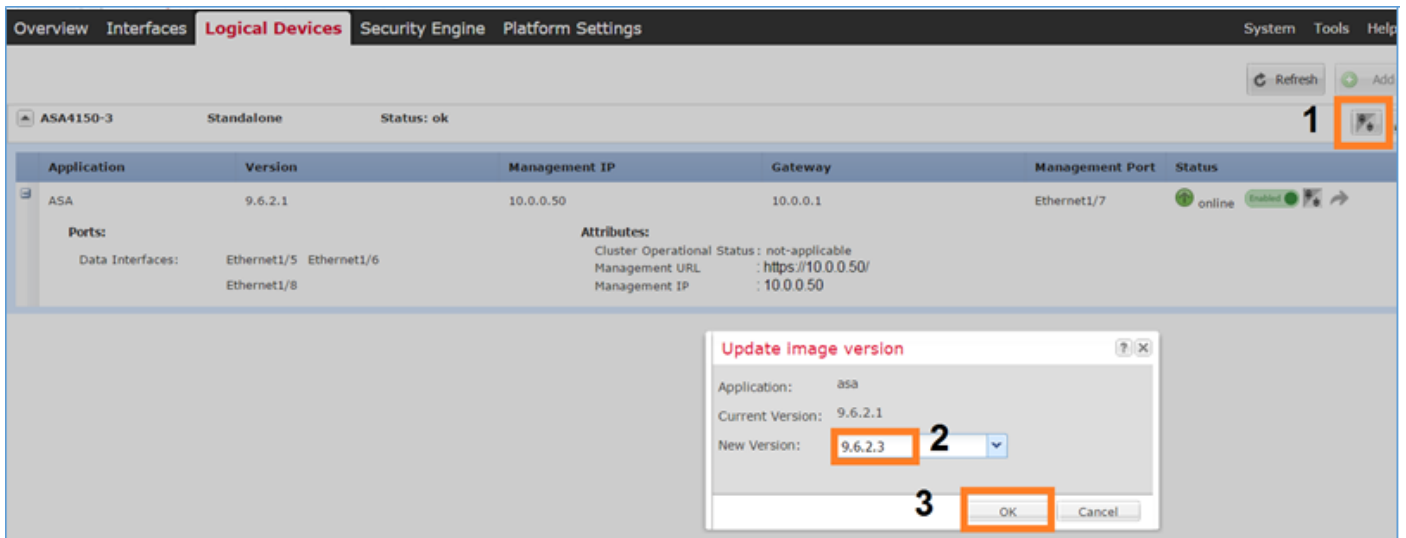 Overview Interfaces Logical Devices Security Engine Platform Settings System Tools Help
Refresh Add
ASA4150-3 Standalone Status: ok 1
Application Version Management IP Gateway Management Port Status
ASA 9.6.2.1 10.0.0.50 10.0.0.1 Ethernet1/7 online Enabled
Ports: Attributes:
Data Interfaces: Ethernet1/5 Ethernet1/6 Cluster Operational Status : not-applicable
Management URL : https://10.0.0.50/
Ethernet1/8 Management IP : 10.0.0.50
Update image version ? X
Application: asa
Current Version: 9.6.2.1
New Version: 9.6.2.3 2
3 OK Cancel